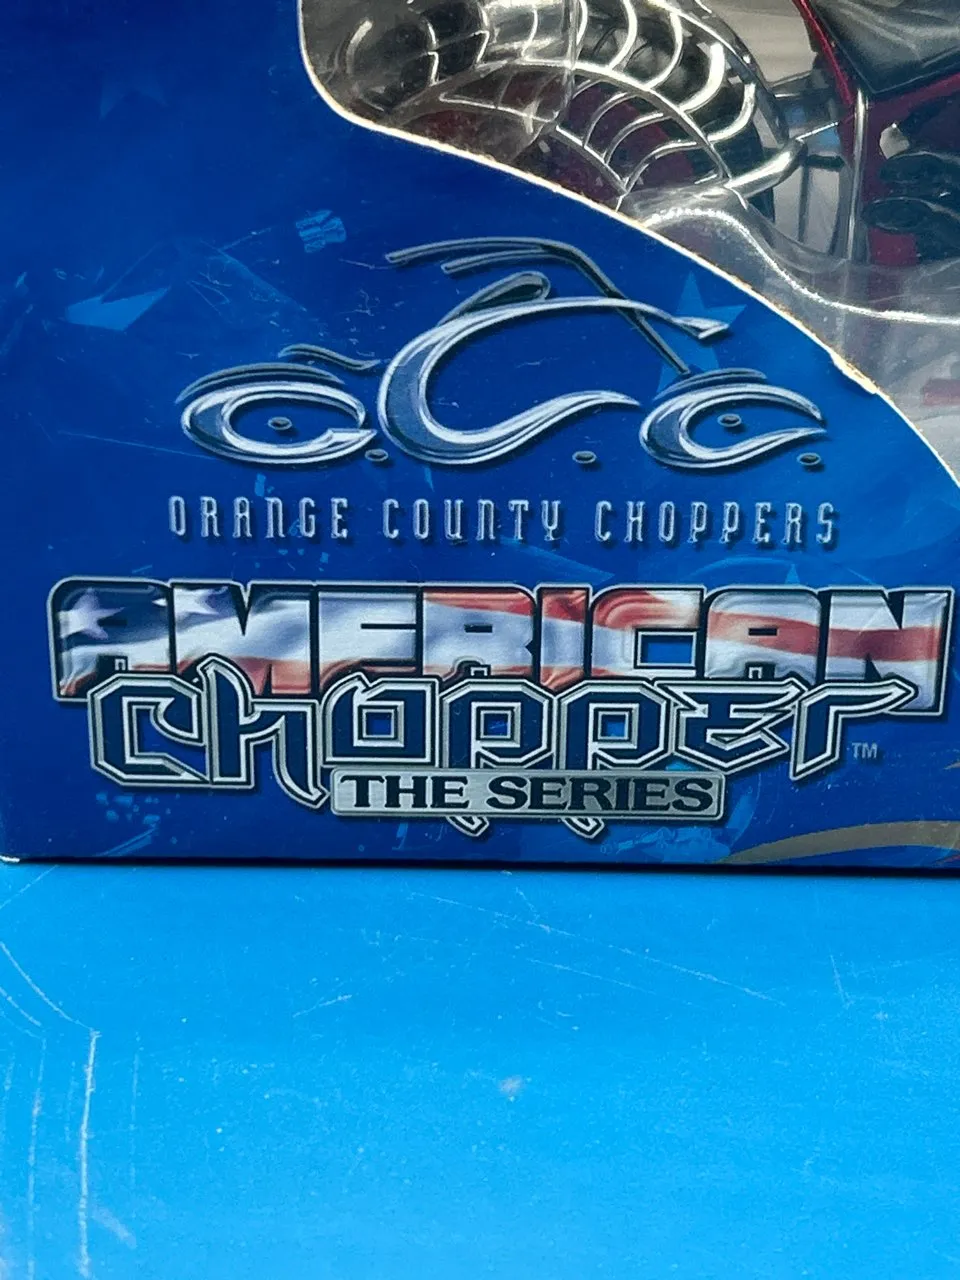 O.C.C.
ORANGE COUNTY CHOPPERS
AMERICAN
CHOPPER™
THE SERIES